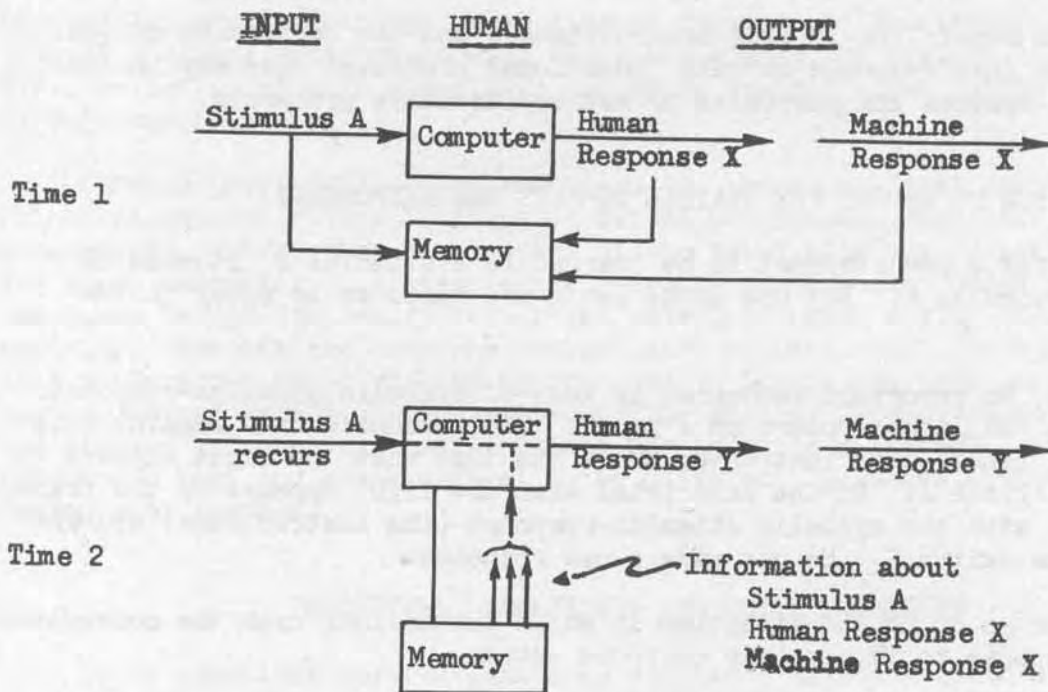 INPUT HUMAN OUTPUT
Stimulus A Computer Human Machine
Response X Response X
Time 1
Memory
Stimulus A Computer Human Machine
recurs Response Y Response Y
Time 2
Information about
Stimulus A
Human Response X
Memory Machine Response X